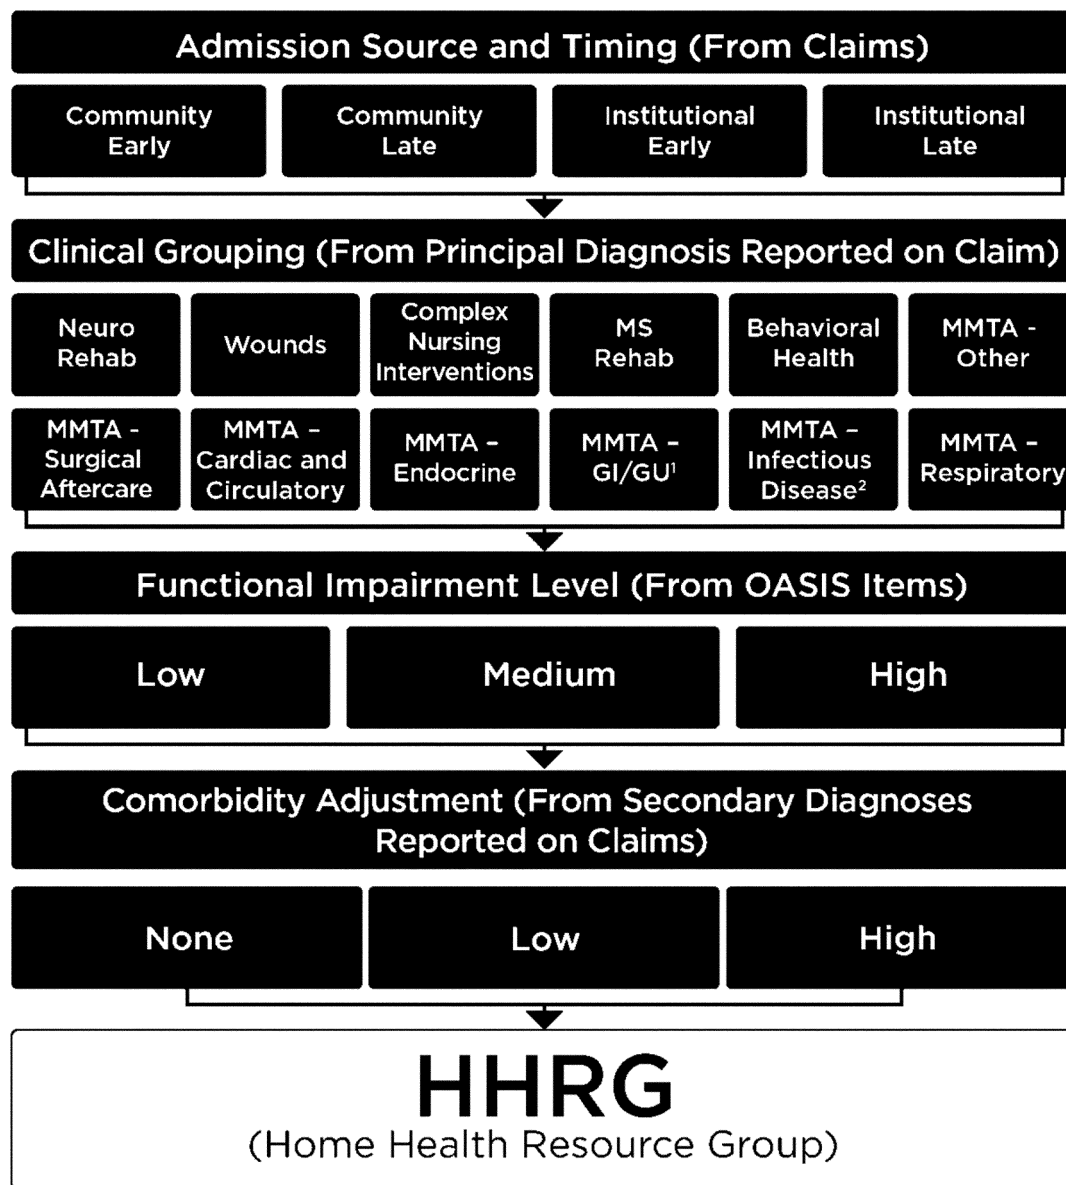 Admission Source and Timing (From Claims)
Community
Early
Community
Late
Institutional
Early
Institutional
Late
Clinical Grouping (From Principal Diagnosis Reported on Claim)
Neuro
Rehab
Wounds
Complex
Nursing
Interventions
MS
Rehab
Behavioral
Health
MMTA -
Other
MMTA -
Surgical
Aftercare
MMTA –
Cardiac and
Circulatory
MMTA –
Endocrine
MMTA –
GI/GU¹
MMTA –
Infectious
Disease²
MMTA –
Respiratory
Functional Impairment Level (From OASIS Items)
Low
Medium
High
Comorbidity Adjustment (From Secondary Diagnoses
Reported on Claims)
None
Low
High
HHRG
(Home Health Resource Group)